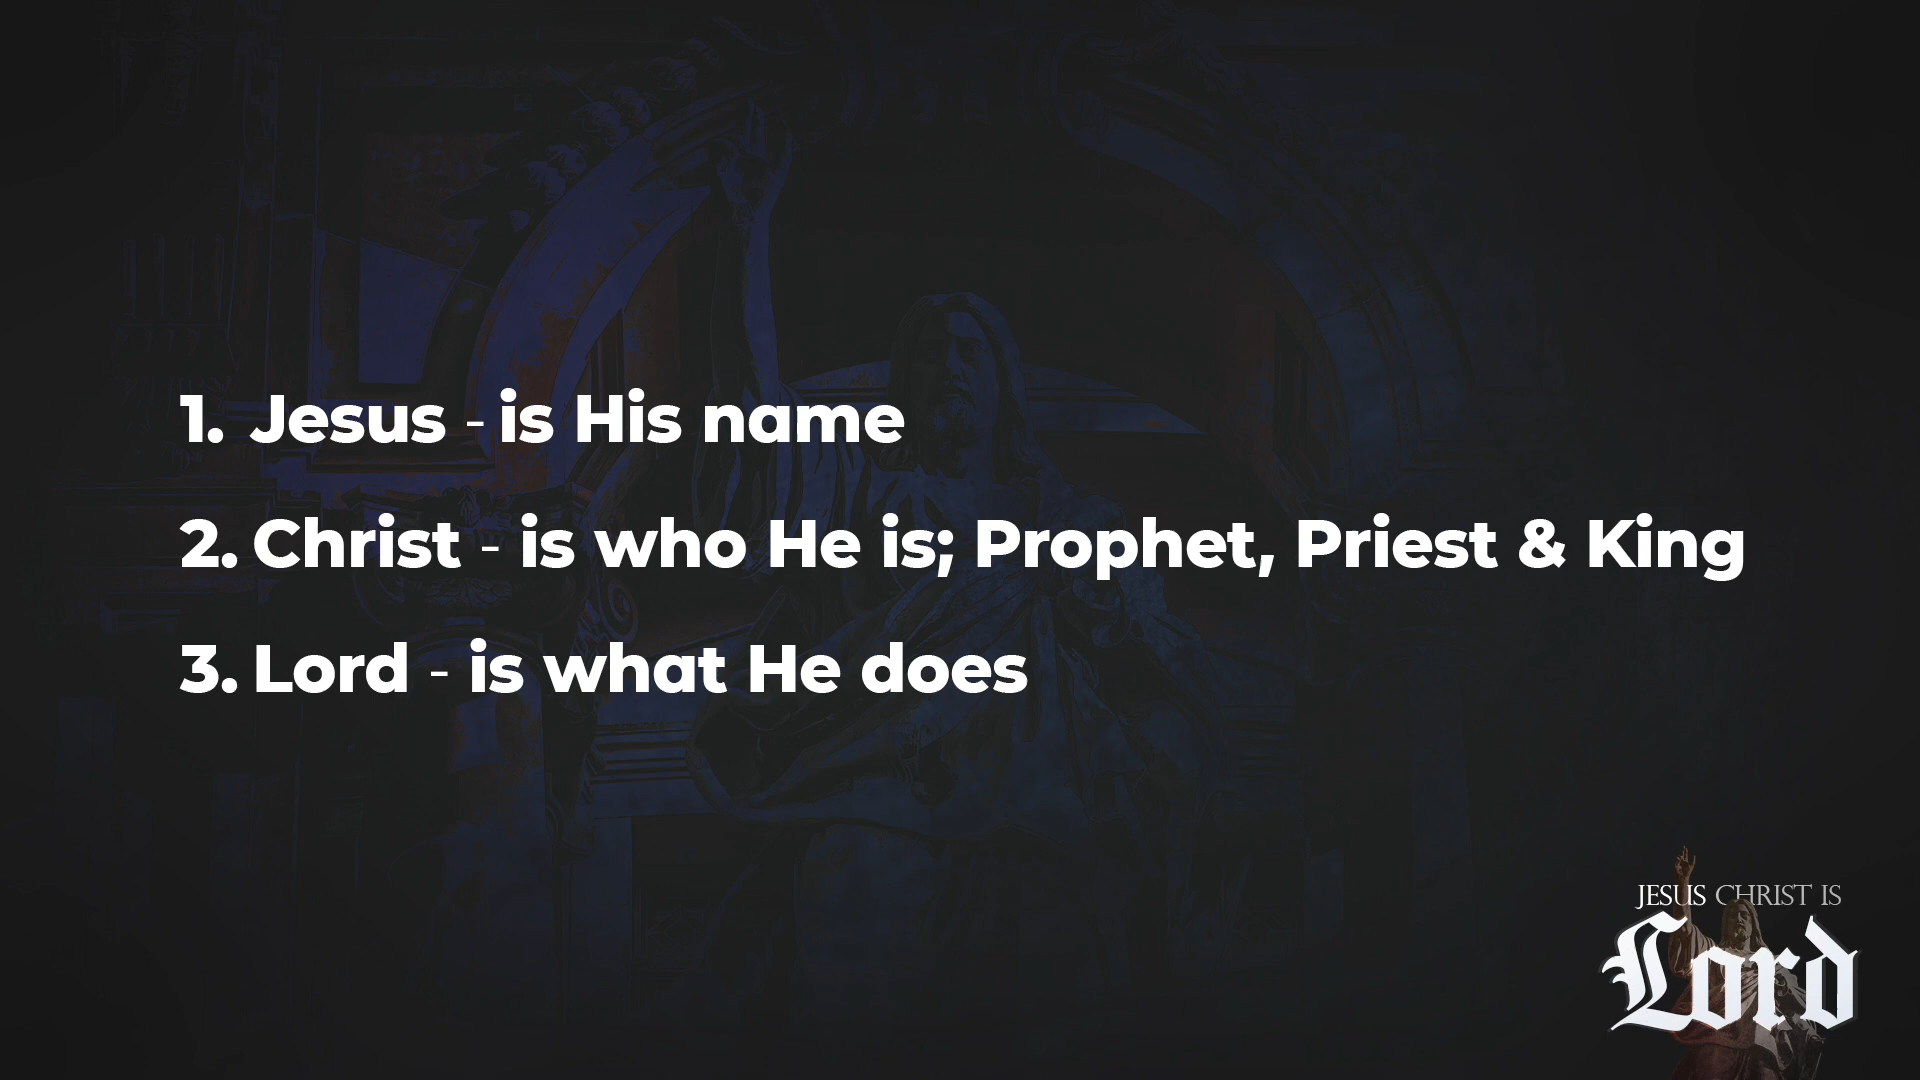 1. Jesus - is His name
2. Christ - is who He is; Prophet, Priest & King
3. Lord - is what He does
JESUS CHRIST IS
Lord